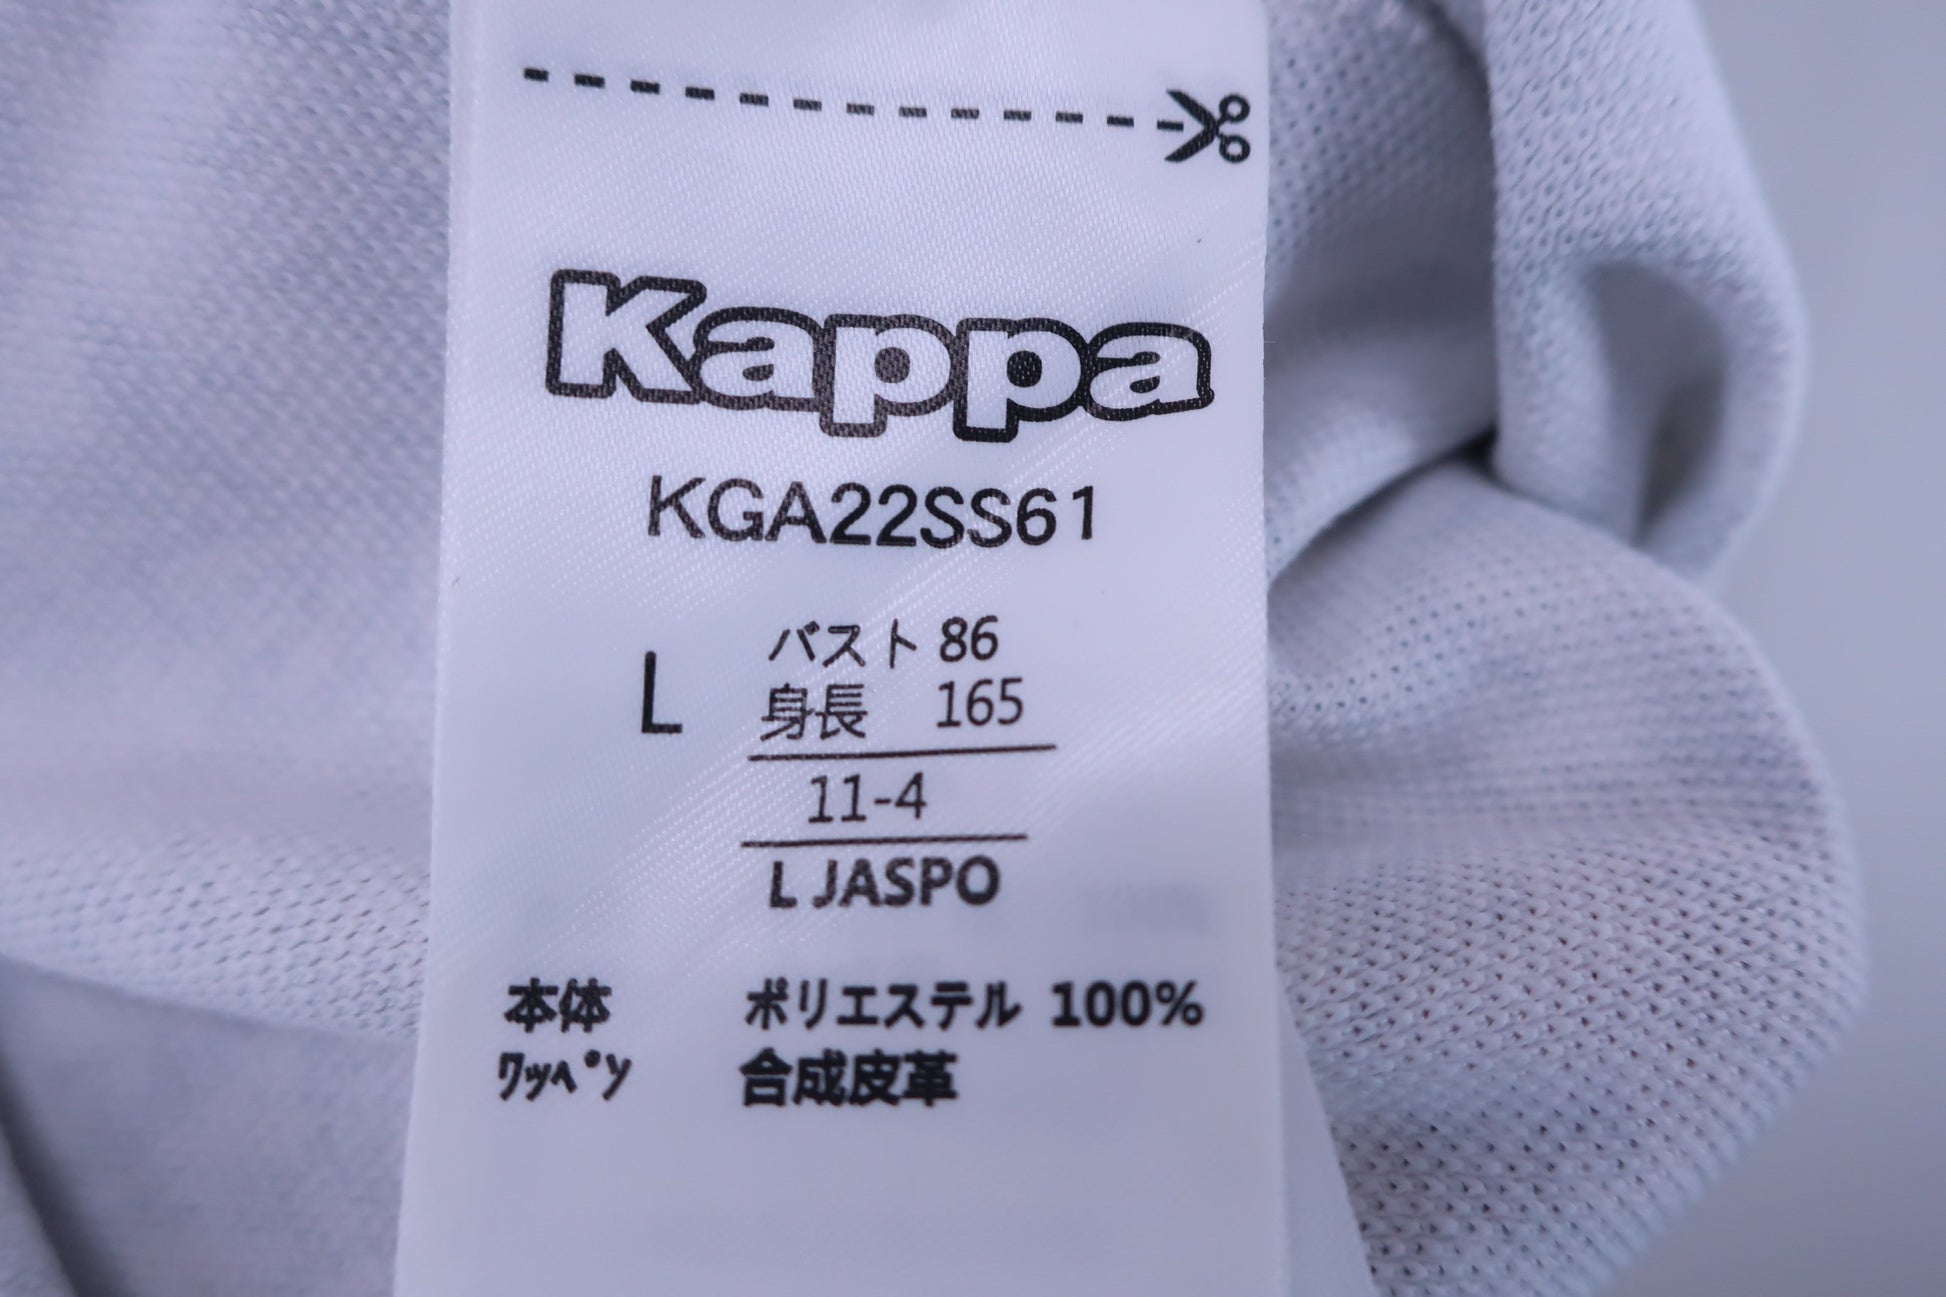 Kappa
KGA22SS61
L バスト 86
身長 165
11-4
L JASPO
本体 ポリエステル 100%
ﾜｯﾍﾟﾝ 合成皮革